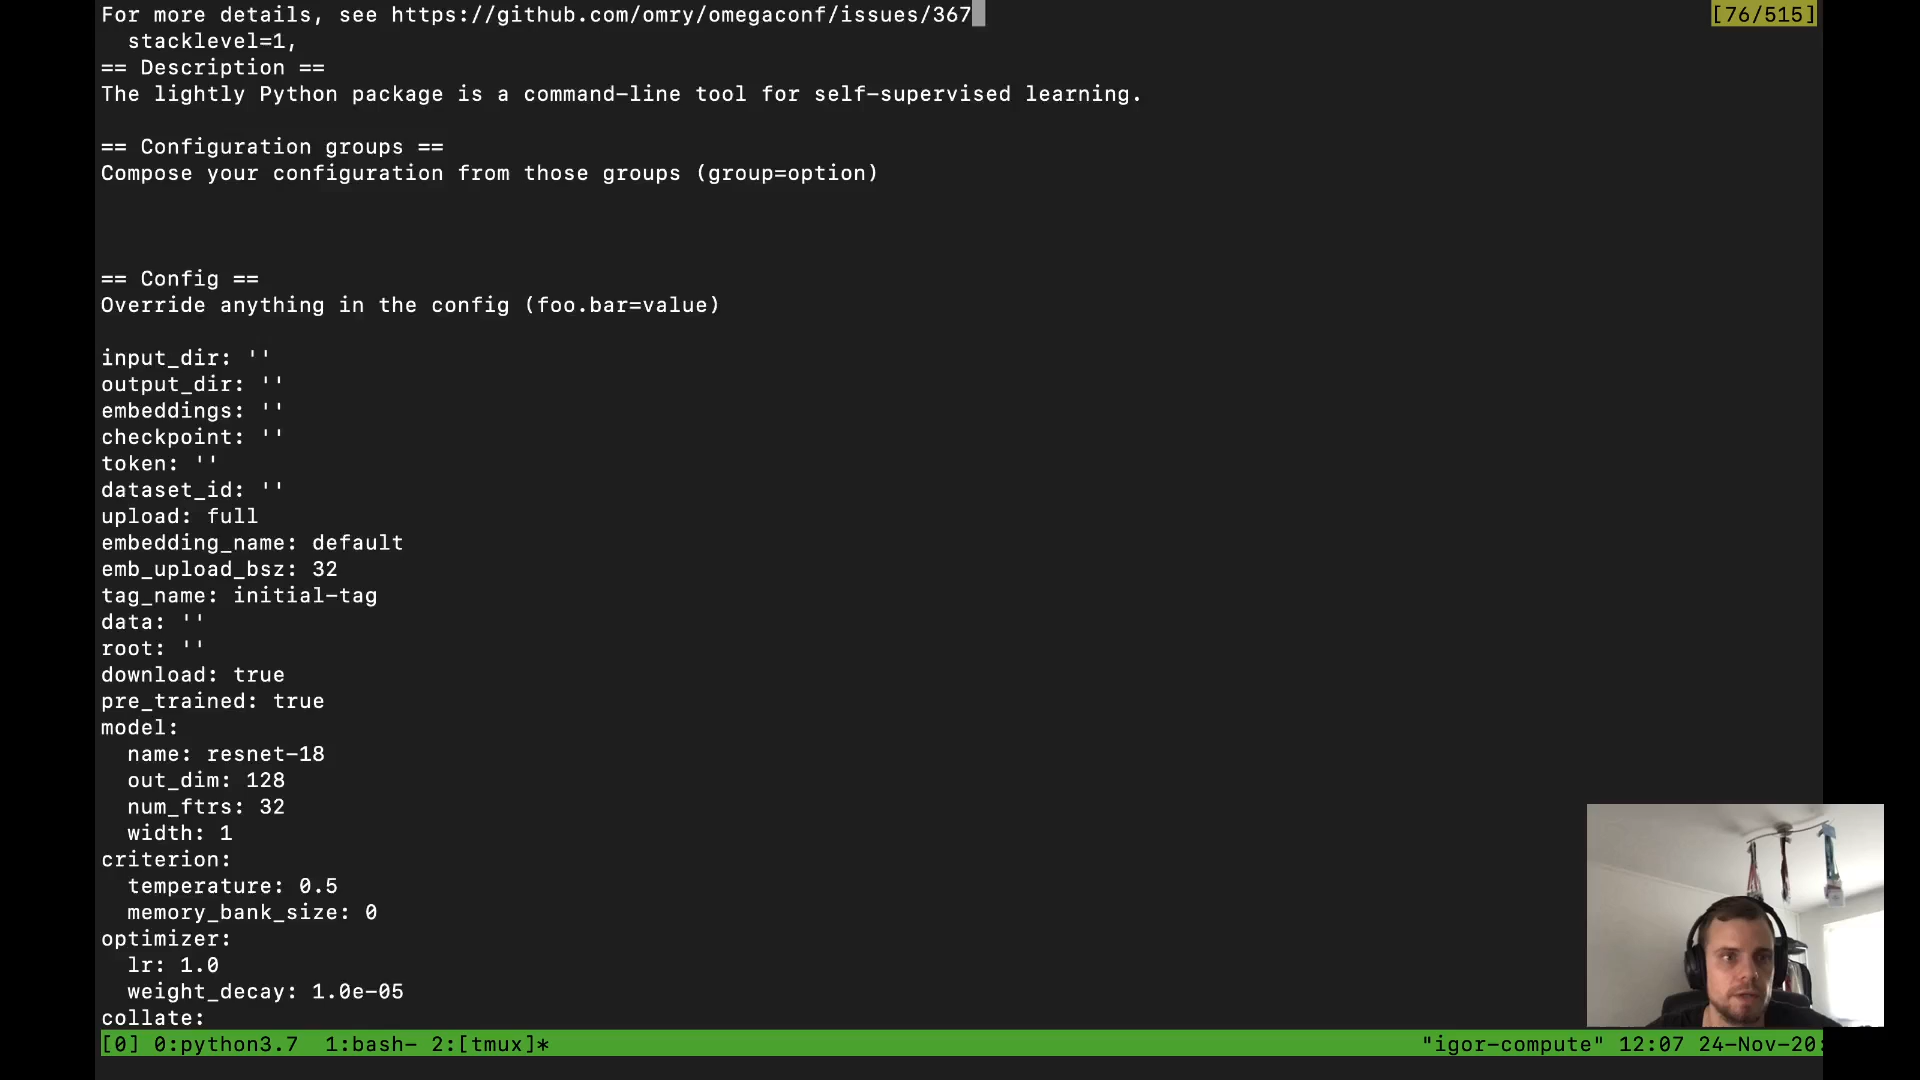 For more details, see https://github.com/omry/omegaconf/issues/367
[76/515]
  stacklevel=1,
== Description ==
The lightly Python package is a command-line tool for self-supervised learning.
== Configuration groups ==
Compose your configuration from those groups (group=option)
== Config ==
Override anything in the config (foo.bar=value)
input_dir: ''
output_dir: ''
embeddings: ''
checkpoint: ''
token: ''
dataset_id: ''
upload: full
embedding_name: default
emb_upload_bsz: 32
tag_name: initial-tag
data: ''
root: ''
download: true
pre_trained: true
model:
  name: resnet-18
  out_dim: 128
  num_ftrs: 32
  width: 1
criterion:
  temperature: 0.5
  memory_bank_size: 0
optimizer:
  lr: 1.0
  weight_decay: 1.0e-05
collate:
[0] 0:python3.7  1:bash- 2:[tmux]*
"igor-compute" 12:07 24-Nov-20